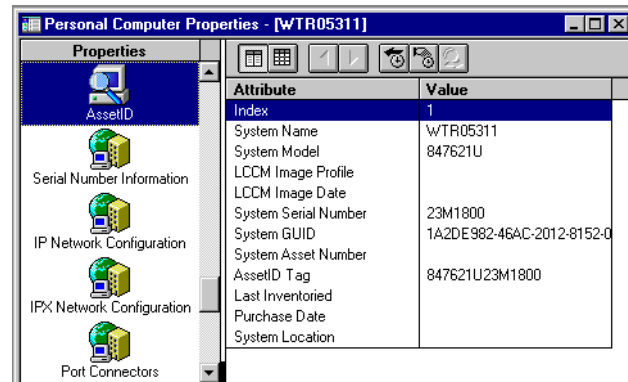 Personal Computer Properties - [WTR05311]
Properties
AssetID
Serial Number Information
IP Network Configuration
IPX Network Configuration
Port Connectors
Attribute Value
Index 1
System Name WTR05311
System Model 847621U
LCCM Image Profile
LCCM Image Date
System Serial Number 23M1800
System GUID 1A2DE982-46AC-2012-8152-0
System Asset Number
AssetID Tag 847621U23M1800
Last Inventoried
Purchase Date
System Location